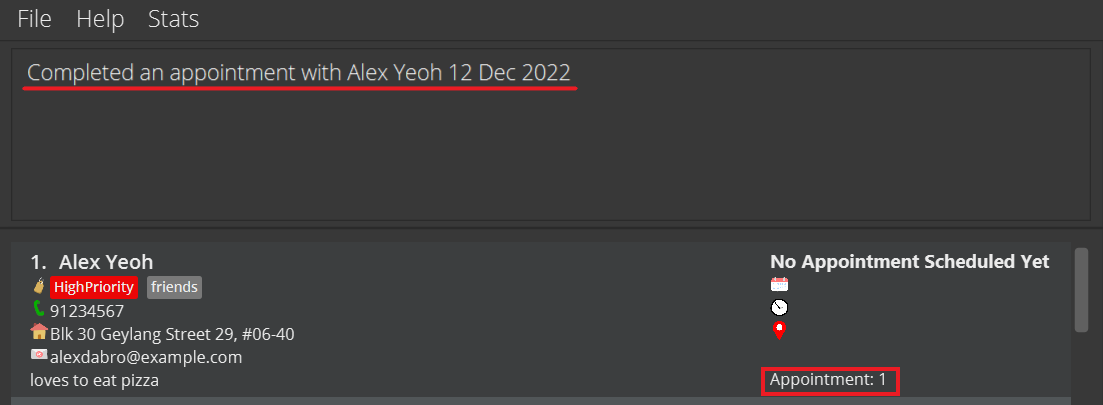 File Help Stats
Completed an appointment with Alex Yeoh 12 Dec 2022
1. Alex Yeoh
HighPriority friends
91234567
Blk 30 Geylang Street 29, #06-40
alexdabro@example.com
loves to eat pizza
No Appointment Scheduled Yet
Appointment: 1